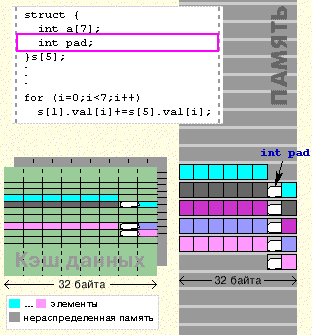 struct {
int a[7];
int pad;
}s[5];
.
.
for (i=0;i<7;i++)
s[1].val[i]+=s[5].val[i];
ПАМЯТЬ
int pad
Кэш данных
32 байта
32 байта
... элементы
нераспределенная память